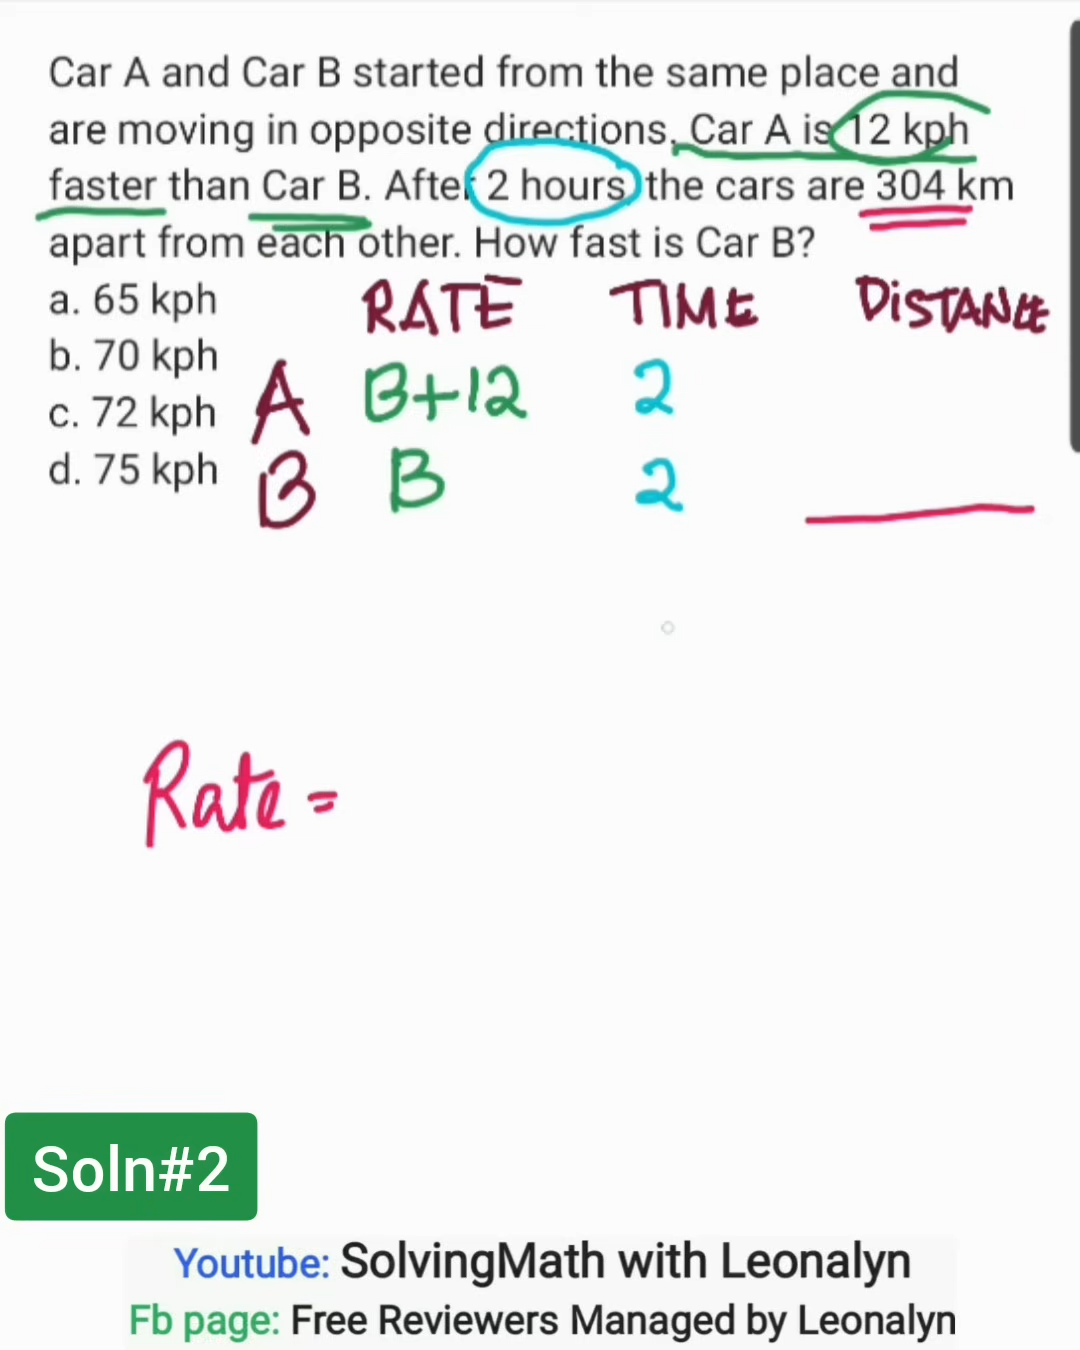 Car A and Car B started from the same place and
are moving in opposite directions. Car A is 12 kph
faster than Car B. After 2 hours the cars are 304 km
apart from each other. How fast is Car B?
a. 65 kph
b. 70 kph
c. 72 kph
d. 75 kph
RATE TIME DISTANCE
A B+12 2
B B 2
Rate =
Soln#2
Youtube: SolvingMath with Leonalyn
Fb page: Free Reviewers Managed by Leonalyn